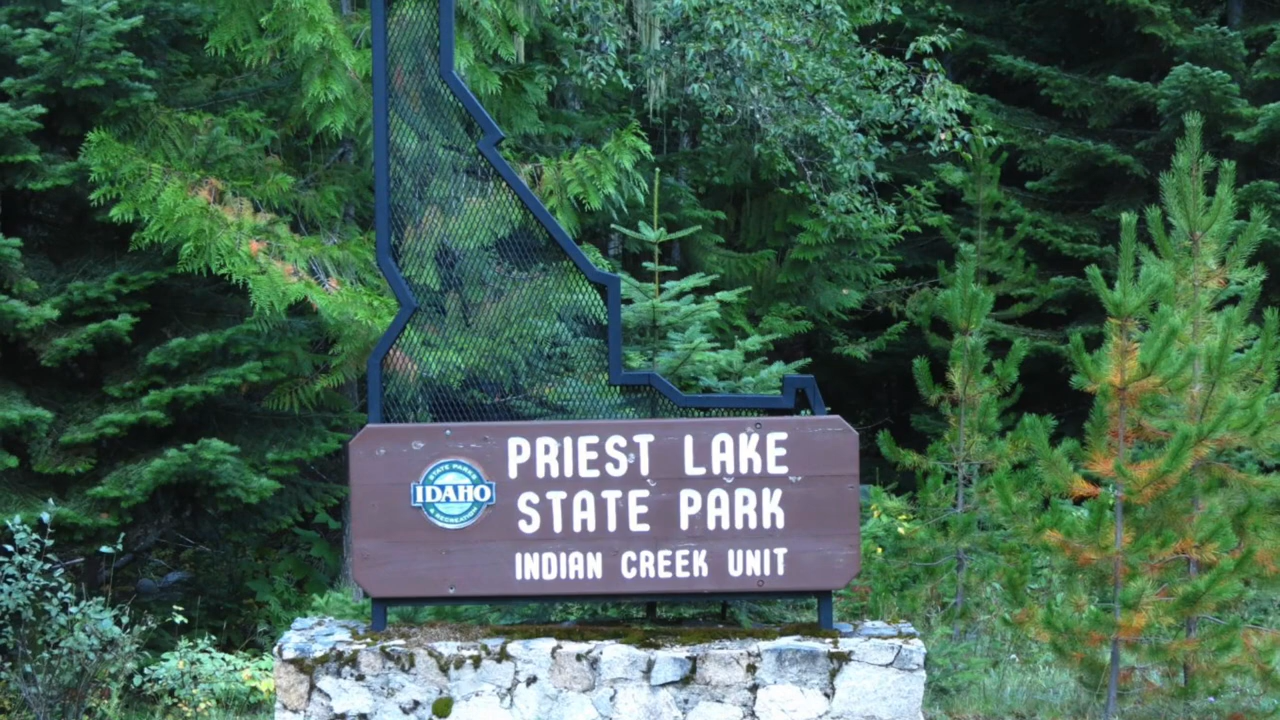 PRIEST LAKE
STATE PARK
INDIAN CREEK UNIT
STATE PARKS
IDAHO
& RECREATION